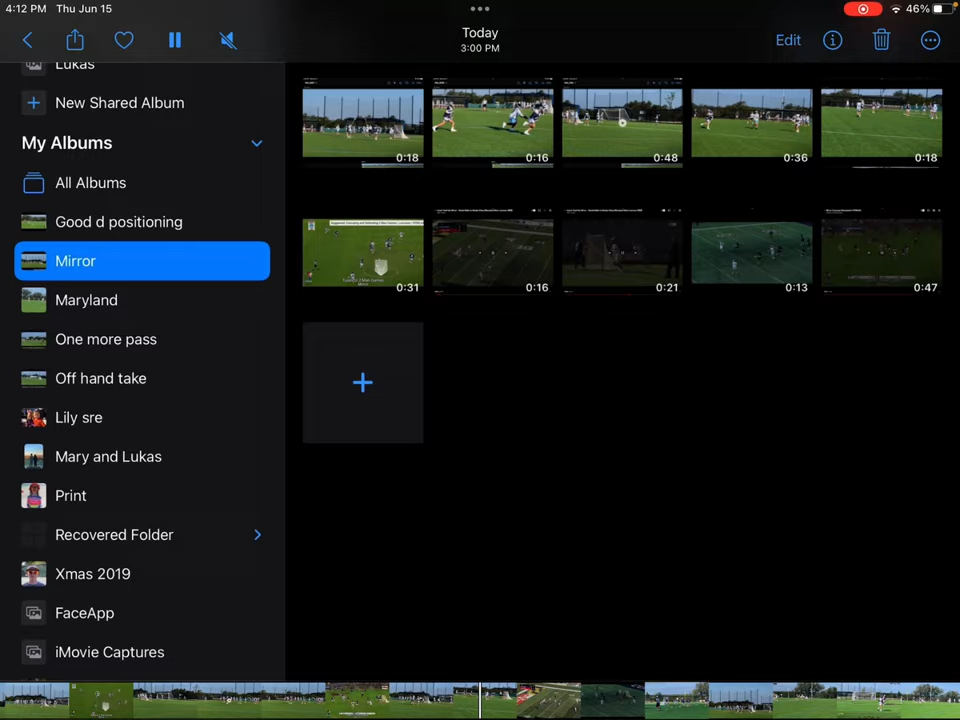 4:12 PM Thu Jun 15
46%
Today
3:00 PM
Edit
Lukas
New Shared Album
My Albums
All Albums
Good d positioning
Mirror
Maryland
One more pass
Off hand take
Lily sre
Mary and Lukas
Print
Recovered Folder
Xmas 2019
FaceApp
iMovie Captures
0:18
0:16
0:48
0:36
0:18
0:31
0:16
0:21
0:13
0:47